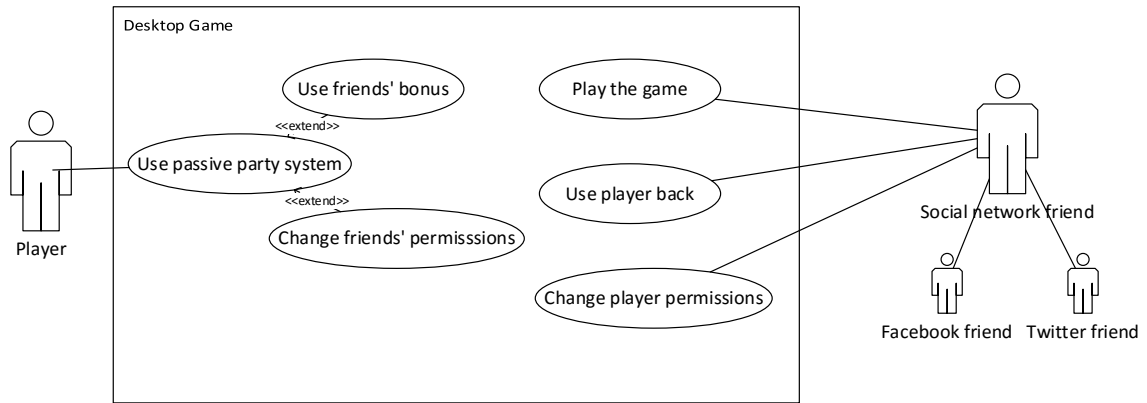 Desktop Game
Use friends' bonus
Play the game
<<extend>>
Use passive party system
Use player back
<<extend>>
Social network friend
Player
Change friends' permisssions
Change player permissions
Facebook friend
Twitter friend